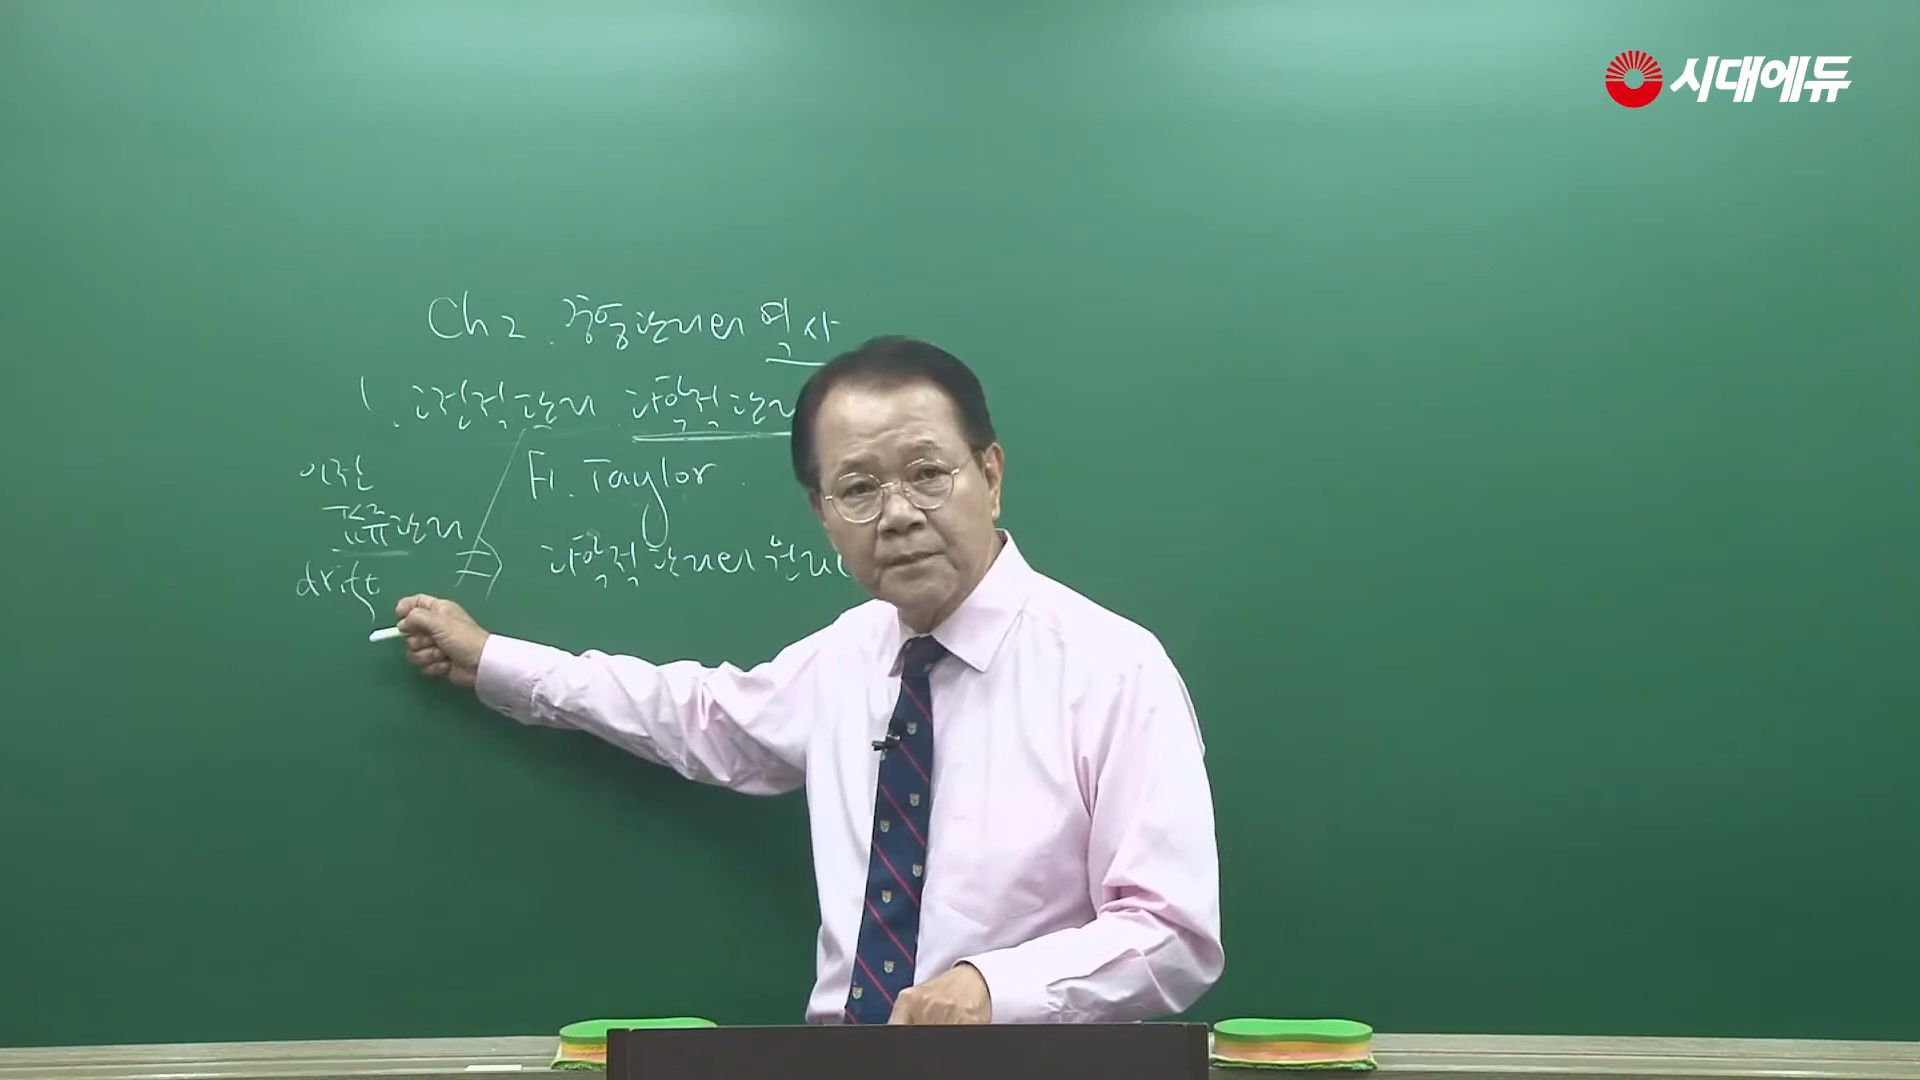 시대에듀
Ch 2. 경영관리의 역사
1. 고전적관리 과학적관
F. Taylor.
이전
표류관리
drift
⇒ 과학적관리의 원리